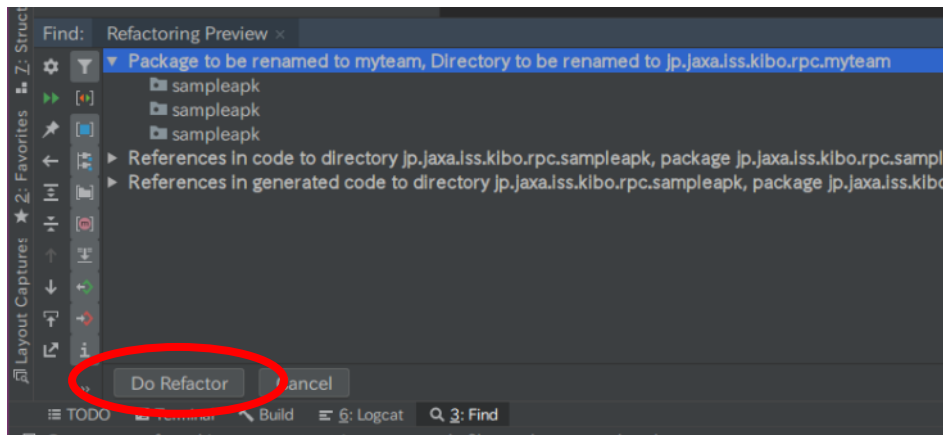 Find: Refactoring Preview ×
Package to be renamed to myteam, Directory to be renamed to jp.jaxa.iss.kibo.rpc.myteam
sampleapk
sampleapk
sampleapk
References in code to directory jp.jaxa.iss.kibo.rpc.sampleapk, package jp.jaxa.iss.kibo.rpc.sampl
References in generated code to directory jp.jaxa.iss.kibo.rpc.sampleapk, package jp.jaxa.iss.kibo
Z: Struct
2: Favorites
Layout Captures
Do Refactor Cancel
TODO Terminal Build 6: Logcat 3: Find